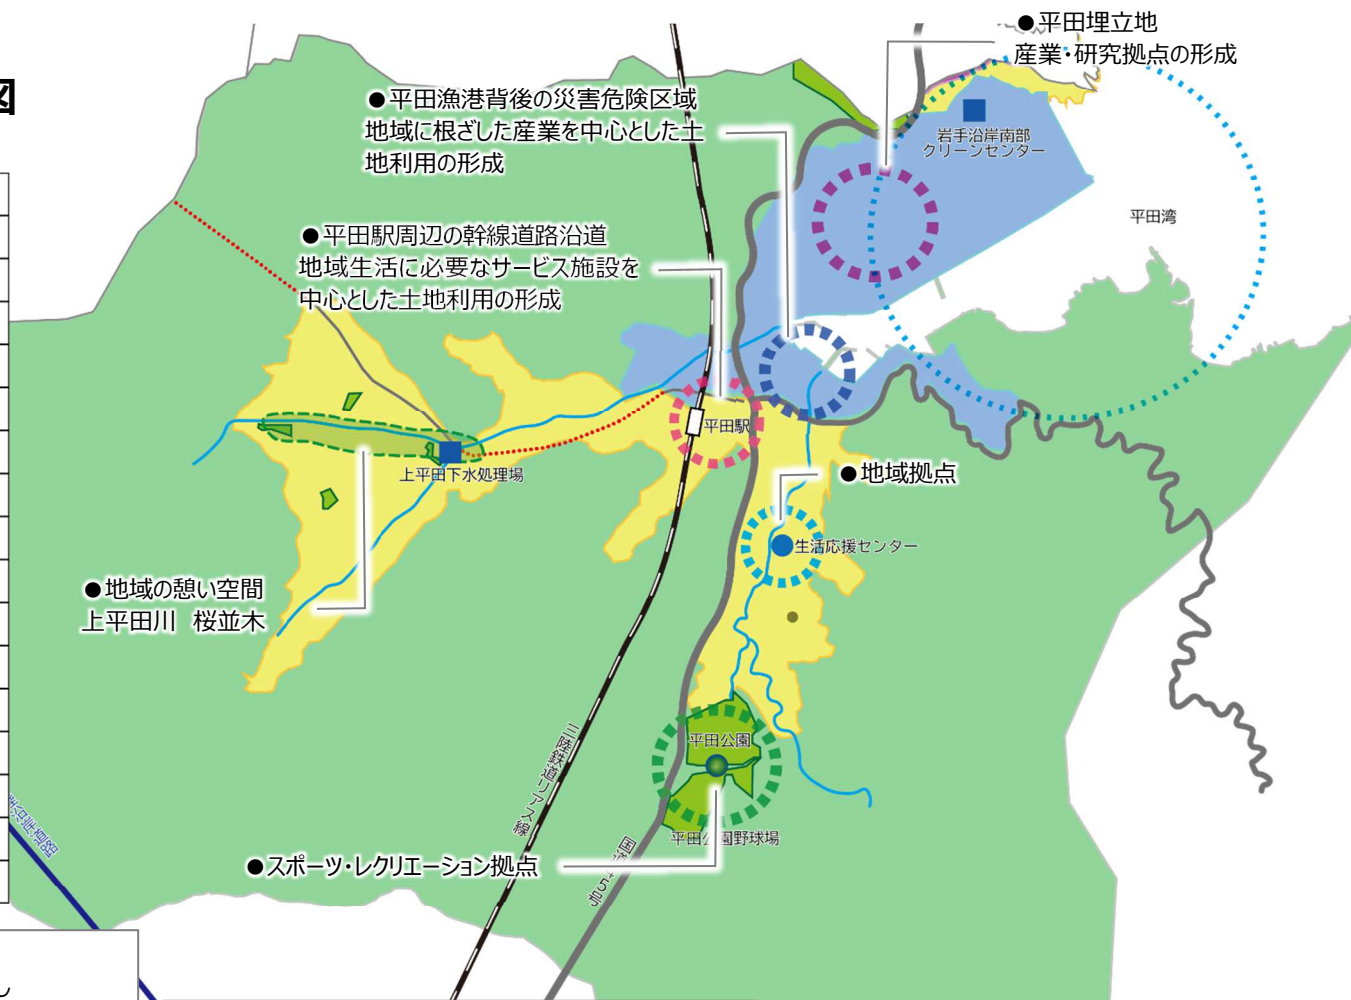 図
●平田埋立地
産業・研究拠点の形成
●平田漁港背後の災害危険区域
地域に根ざした産業を中心とした土
地利用の形成
岩手沿岸南部
クリーンセンター
平田湾
●平田駅周辺の幹線道路沿道
地域生活に必要なサービス施設を
中心とした土地利用の形成
平田駅
上平田下水処理場
●地域拠点
生活応援センター
●地域の憩い空間
上平田川 桜並木
平田公園
三陸鉄道リアス線
平田公園野球場
●スポーツ・レクリエーション拠点
沿岸道路